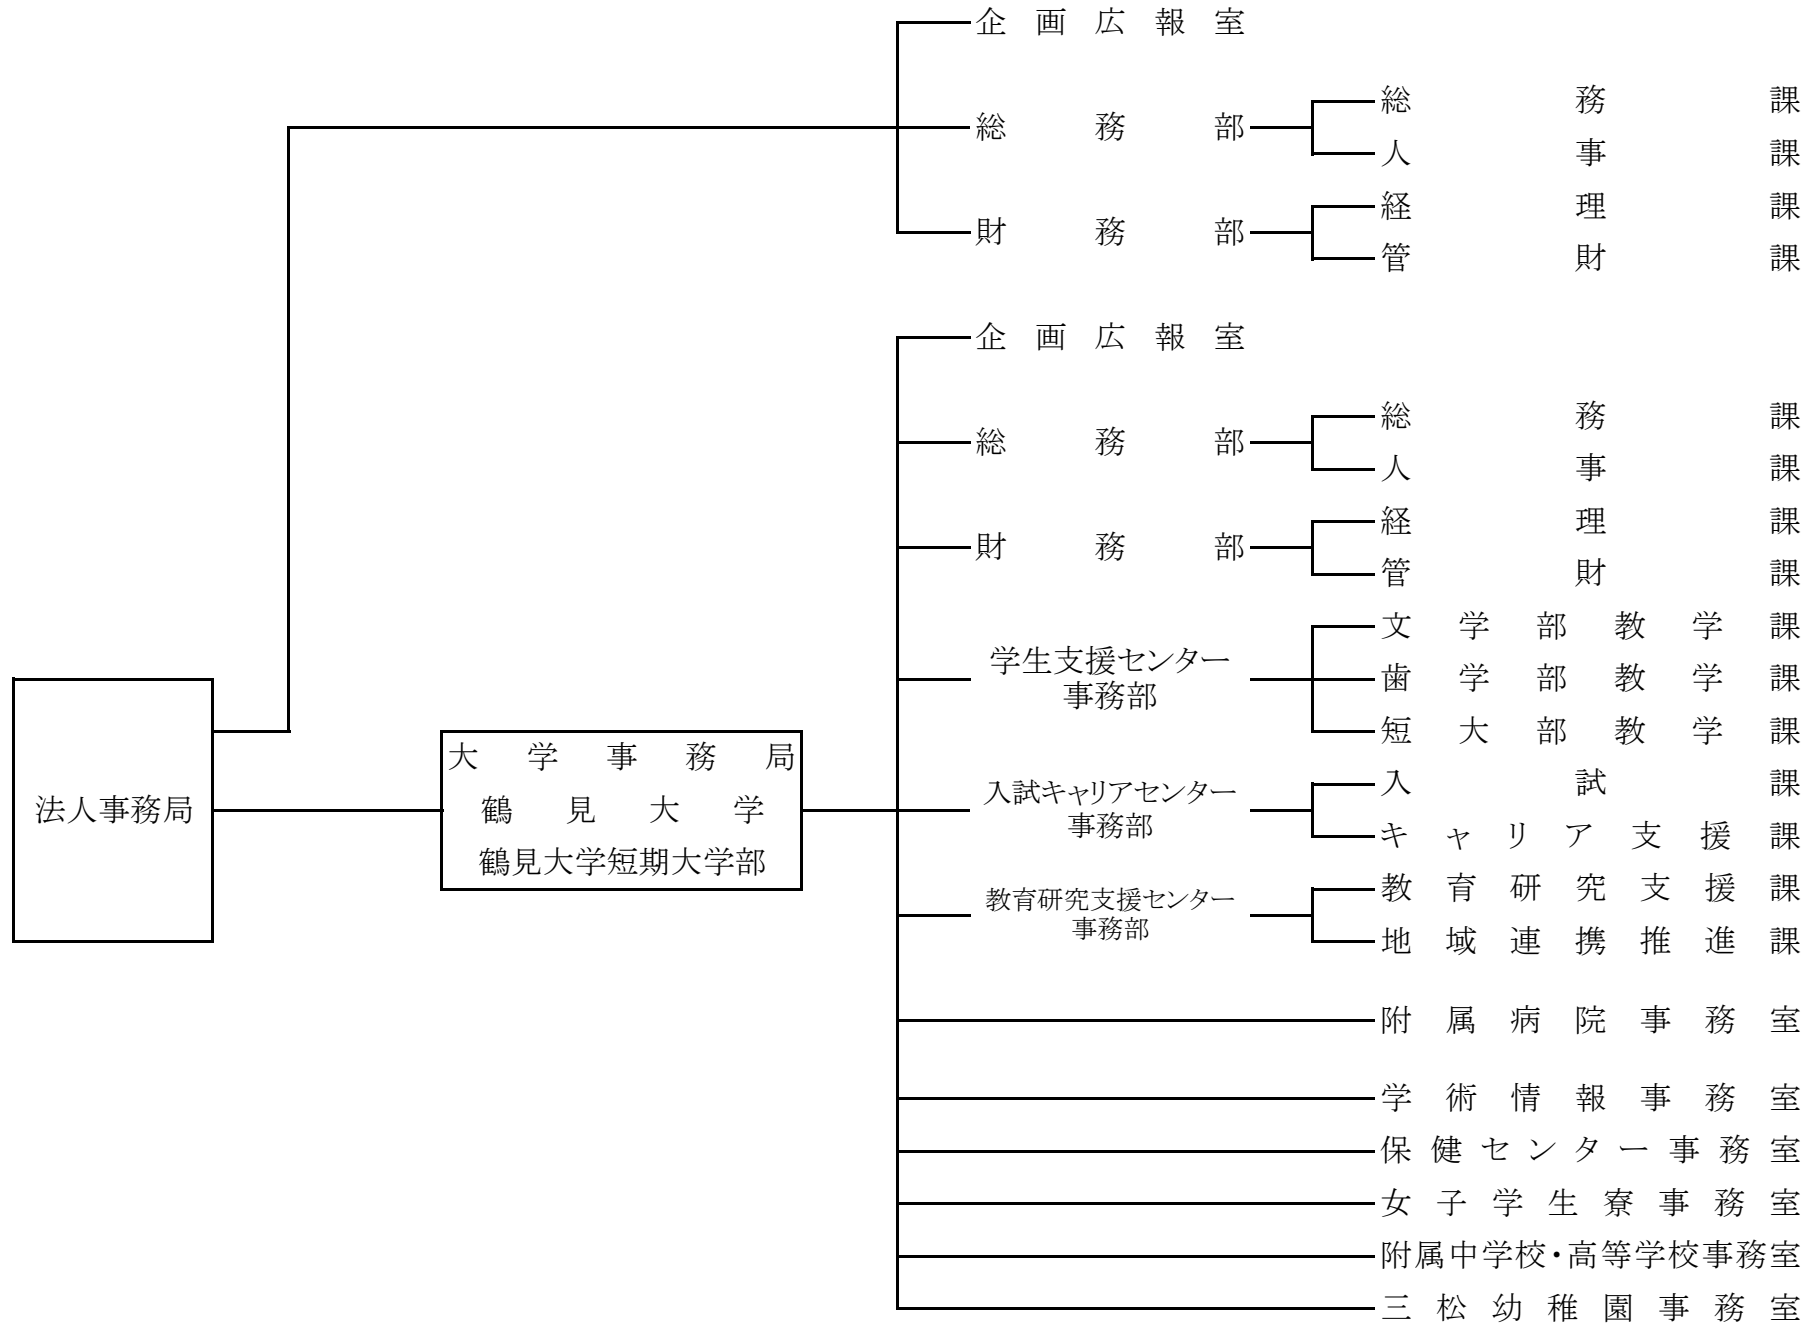 企画広報室
総務部
総務課
人事課
財務部
経理課
管財課
企画広報室
総務部
総務課
人事課
財務部
経理課
管財課
学生支援センター
事務部
文学部教学課
歯学部教学課
短大部教学課
法人事務局
大学事務局
鶴見大学
鶴見大学短期大学部
入試キャリアセンター
事務部
入試課
キャリア支援課
教育研究支援センター
事務部
教育研究支援課
地域連携推進課
附属病院事務室
学術情報事務室
保健センター事務室
女子学生寮事務室
附属中学校・高等学校事務室
三松幼稚園事務室